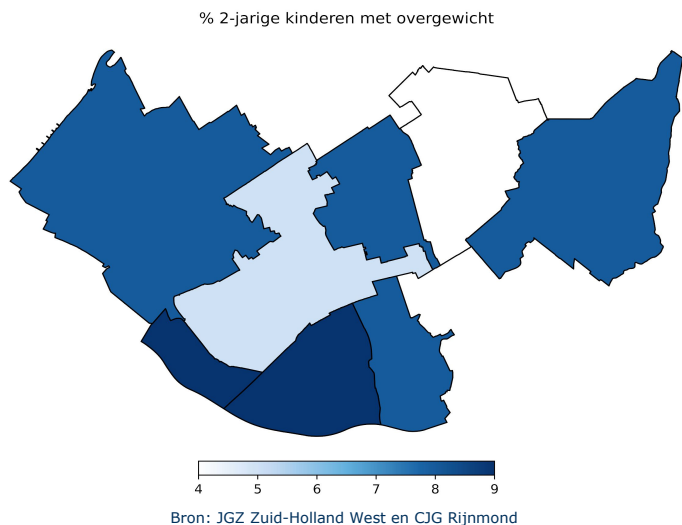 % 2-jarige kinderen met overgewicht
4 5 6 7 8 9
Bron: JGZ Zuid-Holland West en CJG Rijnmond